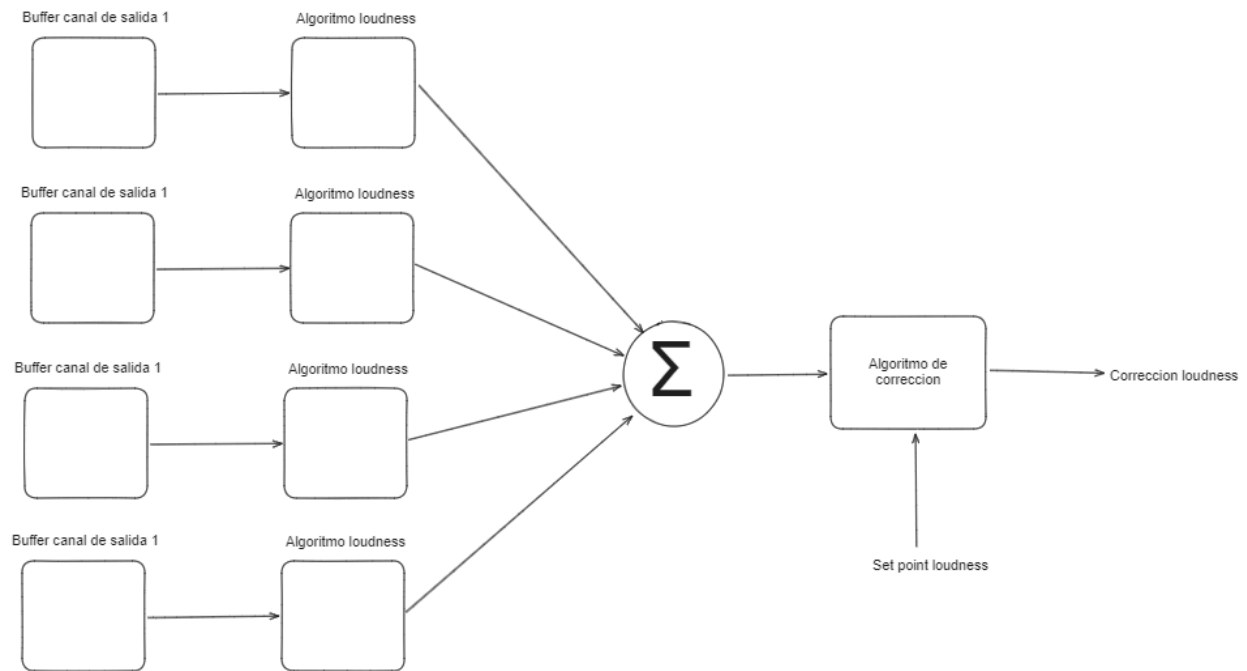 Buffer canal de salida 1
Algoritmo loudness
Buffer canal de salida 1
Algoritmo loudness
Buffer canal de salida 1
Algoritmo loudness
Buffer canal de salida 1
Algoritmo loudness
Σ
Algoritmo de
correccion
Correccion loudness
Set point loudness